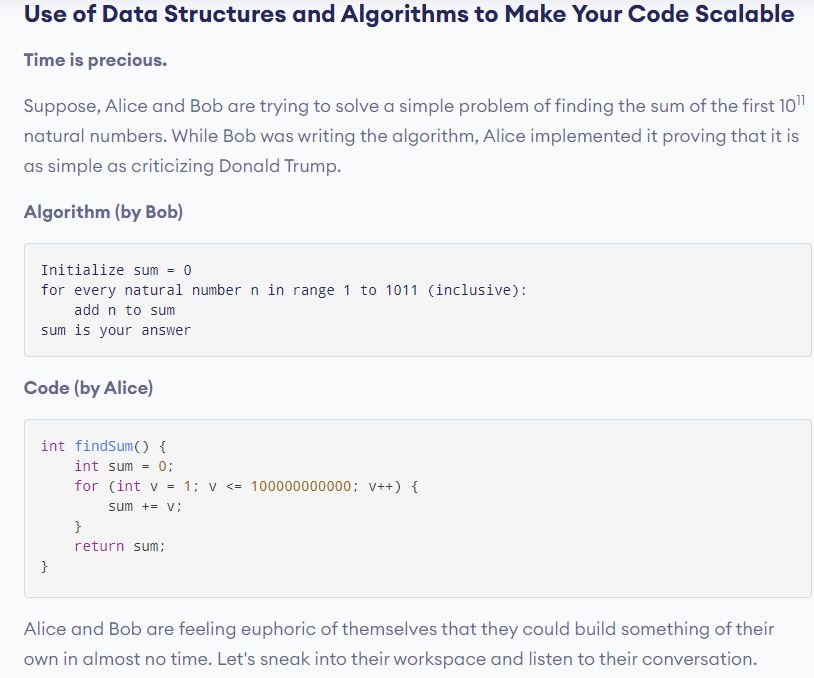 Use of Data Structures and Algorithms to Make Your Code Scalable
Time is precious.
Suppose, Alice and Bob are trying to solve a simple problem of finding the sum of the first 10¹¹
natural numbers. While Bob was writing the algorithm, Alice implemented it proving that it is
as simple as criticizing Donald Trump.
Algorithm (by Bob)
Initialize sum = 0
for every natural number n in range 1 to 1011 (inclusive):
    add n to sum
sum is your answer
Code (by Alice)
int findSum() {
    int sum = 0;
    for (int v = 1; v <= 100000000000; v++) {
        sum += v;
    }
    return sum;
}
Alice and Bob are feeling euphoric of themselves that they could build something of their
own in almost no time. Let's sneak into their workspace and listen to their conversation.